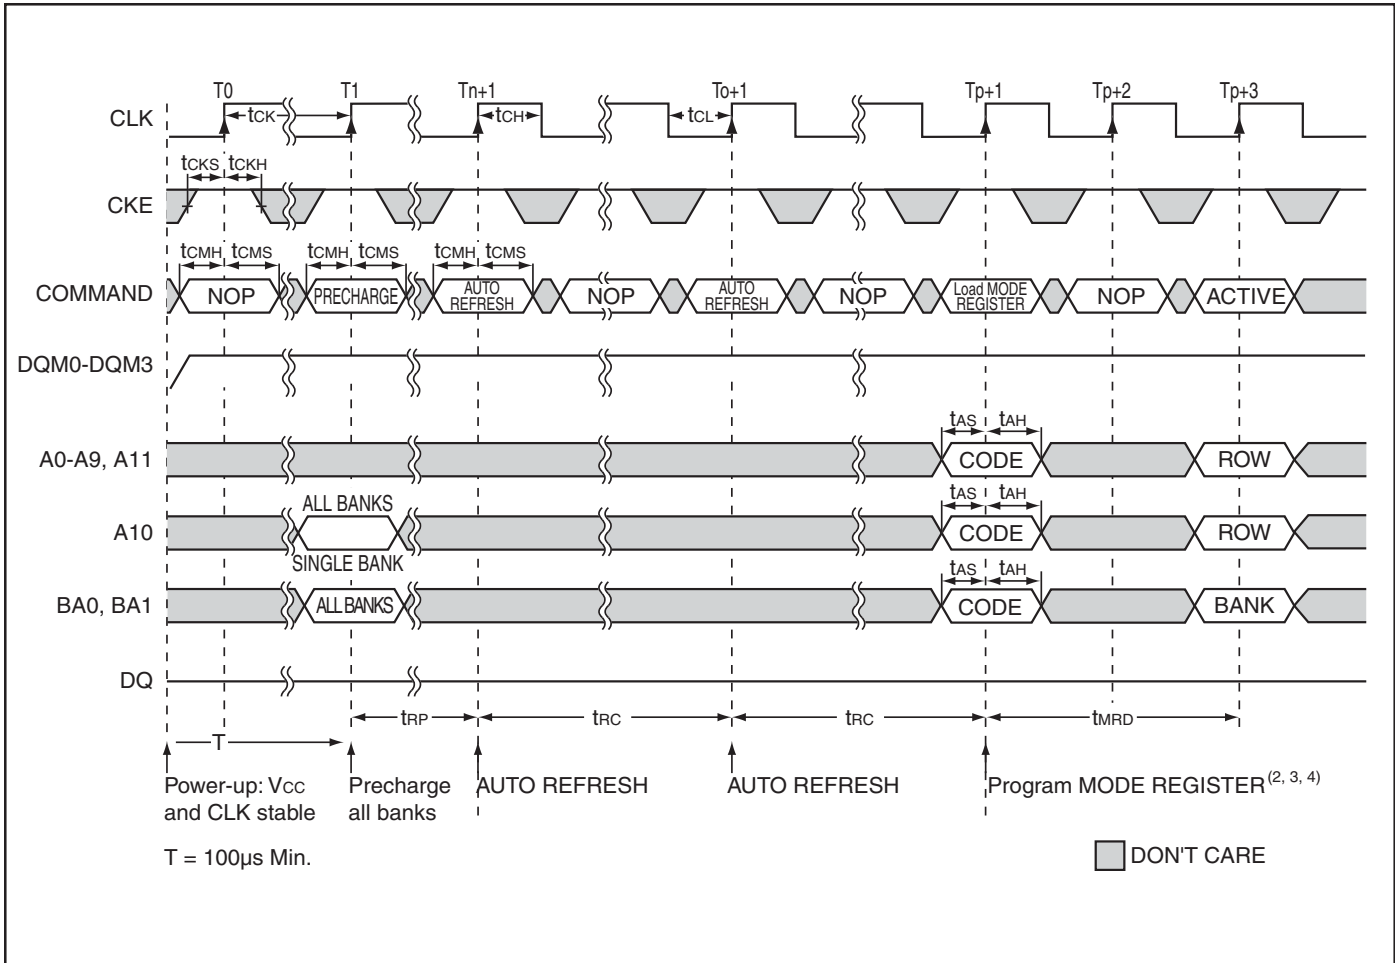 T0 T1 Tn+1 To+1 Tp+1 Tp+2 Tp+3
CLK tCK tCH tCL
tCKS tCKH
CKE
tCMH tCMS tCMH tCMS tCMH tCMS
COMMAND NOP PRECHARGE AUTO REFRESH NOP AUTO REFRESH NOP Load MODE REGISTER NOP ACTIVE
DQM0-DQM3
tAS tAH
A0-A9, A11 CODE ROW
ALL BANKS tAS tAH
A10 CODE ROW
SINGLE BANK tAS tAH
BA0, BA1 ALL BANKS CODE BANK
DQ
tRP tRC tRC tMRD
T
Power-up: VCC and CLK stable
Precharge all banks
AUTO REFRESH
AUTO REFRESH
Program MODE REGISTER(2, 3, 4)
T = 100µs Min.
DON'T CARE